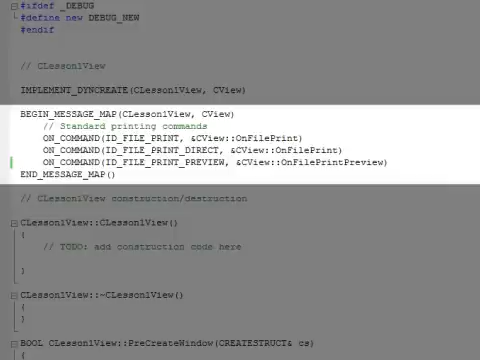 #ifdef _DEBUG
#define new DEBUG_NEW
#endif
// CLesson1View
IMPLEMENT_DYNCREATE(CLesson1View, CView)
BEGIN_MESSAGE_MAP(CLesson1View, CView)
// Standard printing commands
ON_COMMAND(ID_FILE_PRINT, &CView::OnFilePrint)
ON_COMMAND(ID_FILE_PRINT_DIRECT, &CView::OnFilePrint)
ON_COMMAND(ID_FILE_PRINT_PREVIEW, &CView::OnFilePrintPreview)
END_MESSAGE_MAP()
// CLesson1View construction/destruction
CLesson1View::CLesson1View()
{
// TODO: add construction code here
}
CLesson1View::~CLesson1View()
{
}
BOOL CLesson1View::PreCreateWindow(CREATESTRUCT& cs)
{